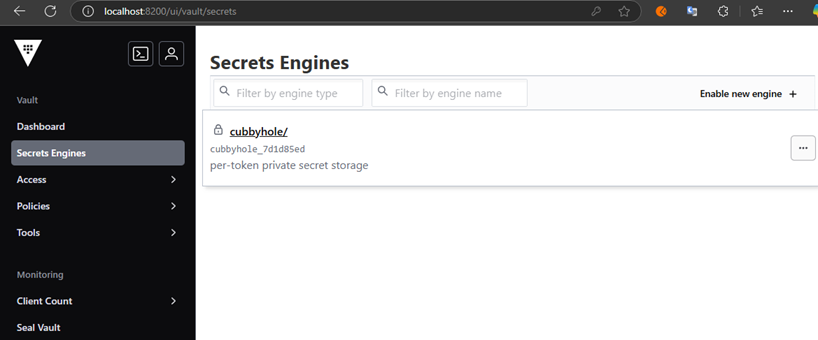 localhost:8200/ui/vault/secrets
Vault
Dashboard
Secrets Engines
Access
Policies
Tools
Monitoring
Client Count
Seal Vault
Secrets Engines
Filter by engine type
Filter by engine name
Enable new engine +
cubbyhole/
cubbyhole_7d1d85ed
per-token private secret storage